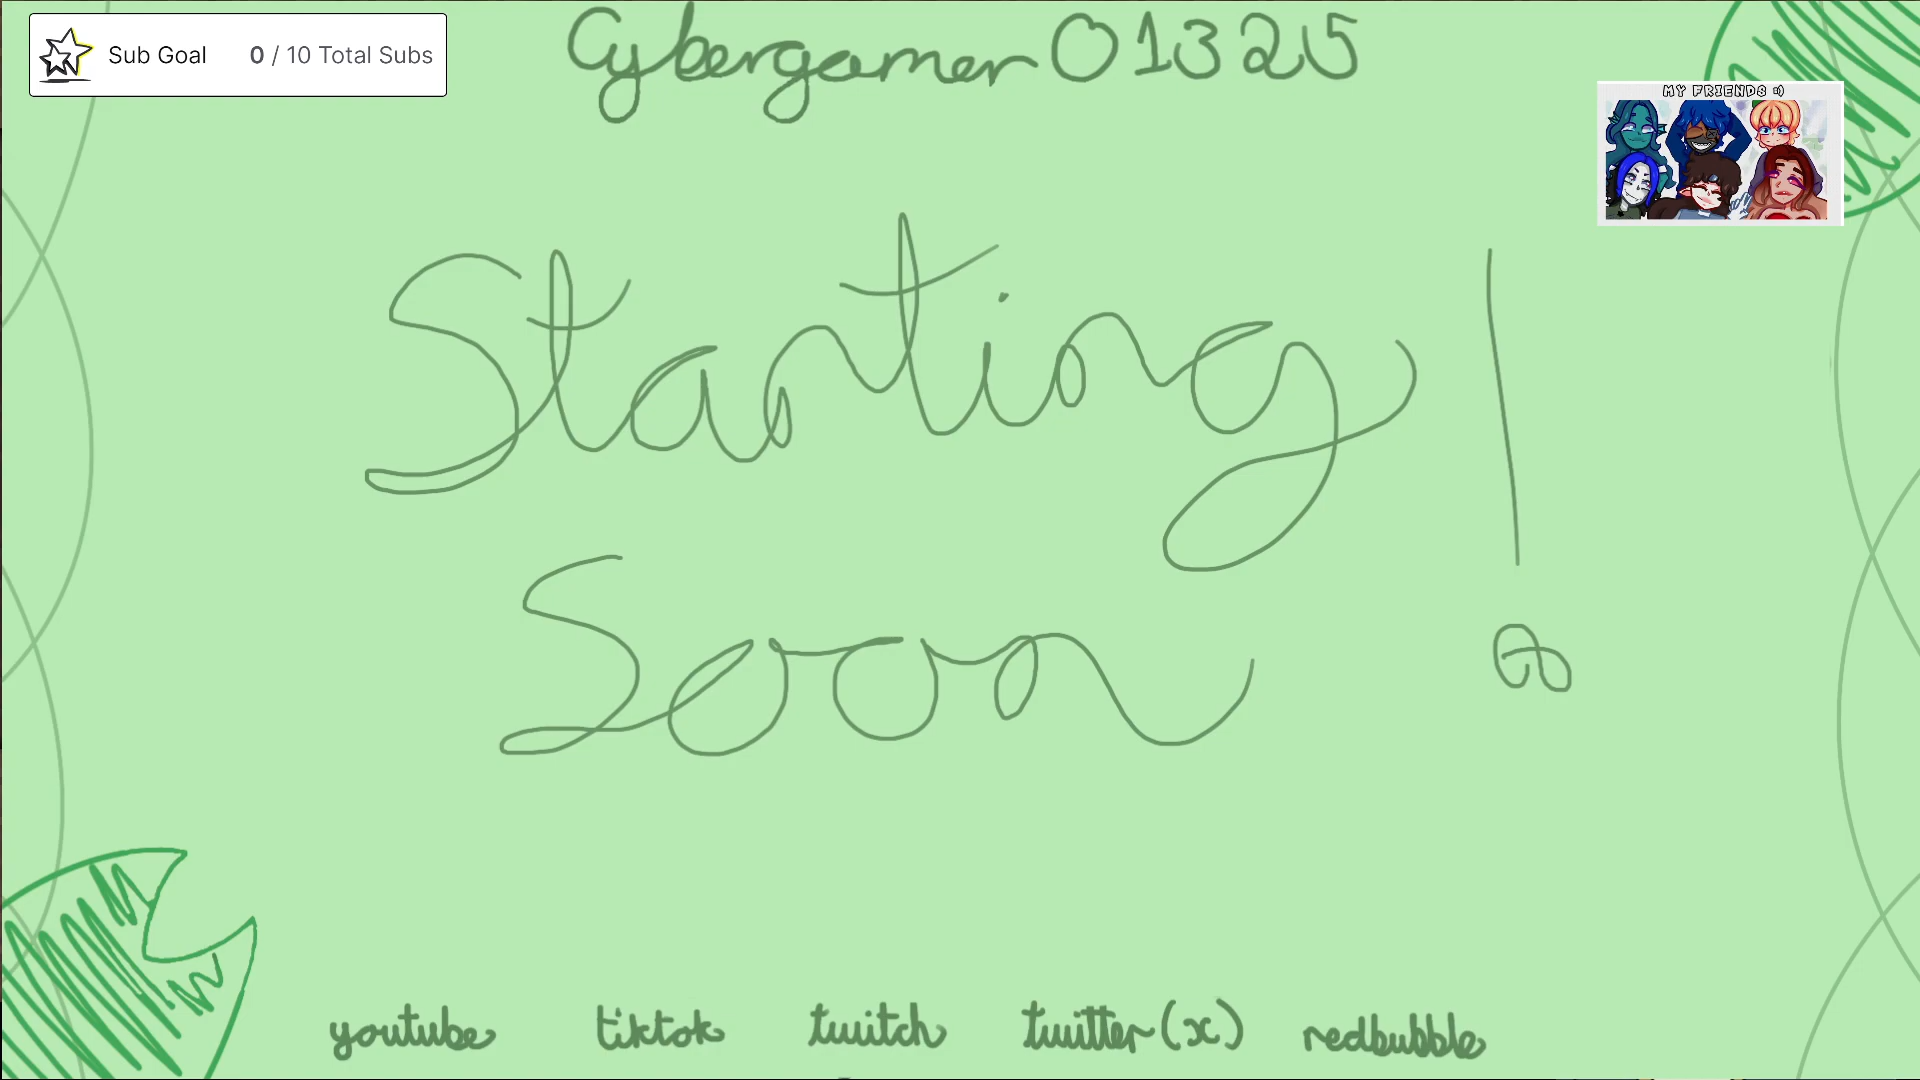 Cybergamer01325
Sub Goal 0 / 10 Total Subs
MY FRIENDS =)
Starting !
Soon
youtube tiktok twitch twitter(x) redbubble